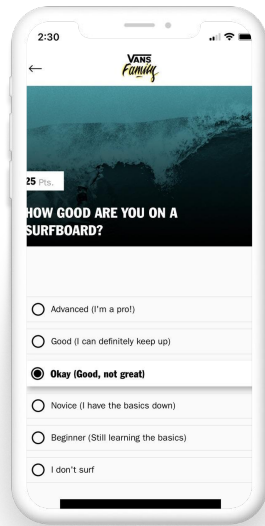 2:30
VANS
Family
25 Pts.
HOW GOOD ARE YOU ON A
SURFBOARD?
Advanced (I'm a pro!)
Good (I can definitely keep up)
Okay (Good, not great)
Novice (I have the basics down)
Beginner (Still learning the basics)
I don't surf